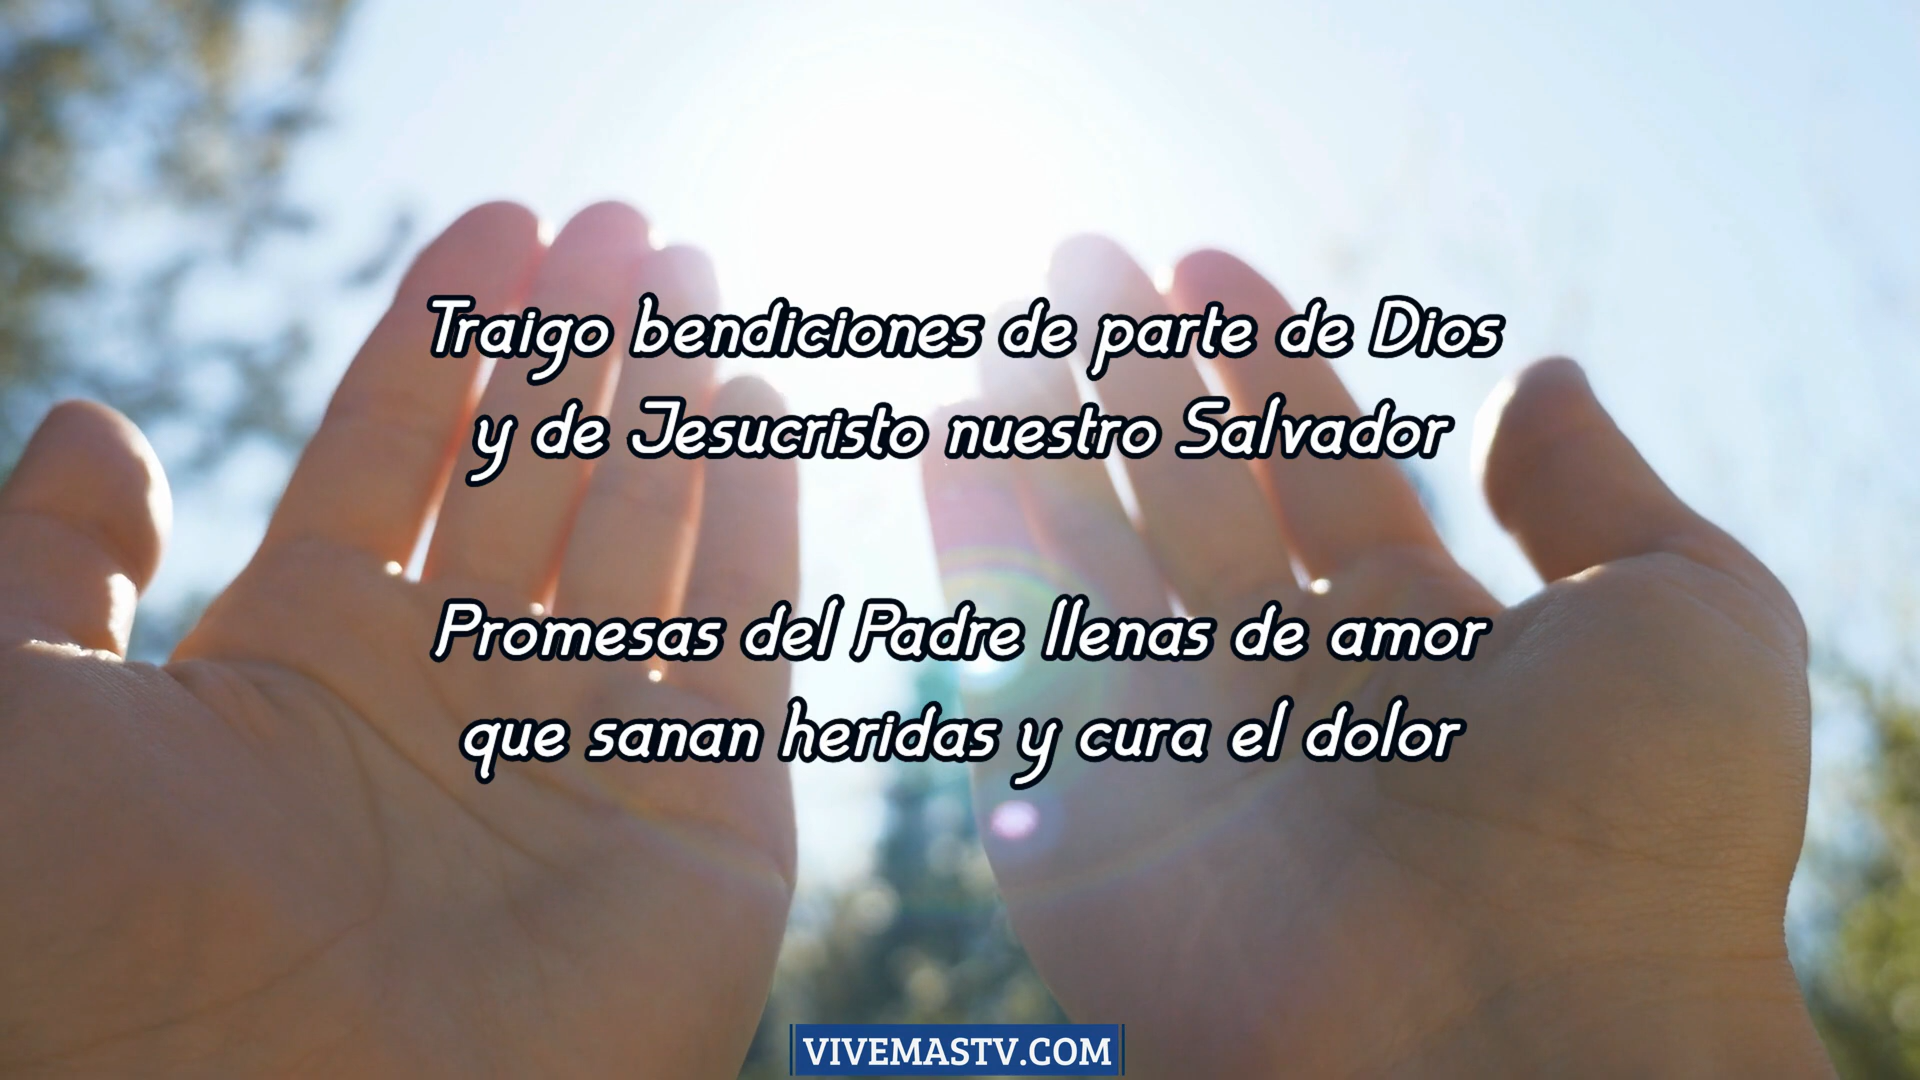 Traigo bendiciones de parte de Dios
y de Jesucristo nuestro Salvador
Promesas del Padre llenas de amor
que sanan heridas y cura el dolor
VIVEMASTV.COM